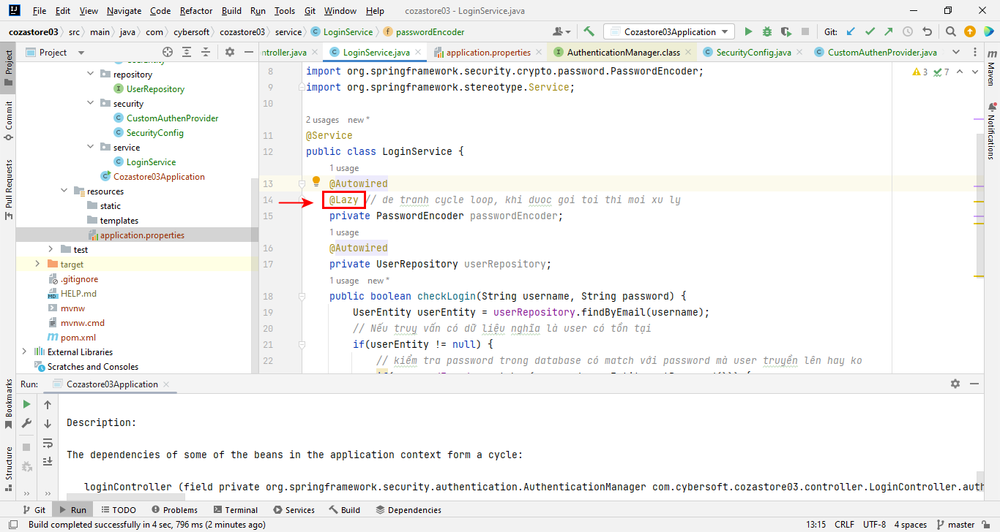 File Edit View Navigate Code Refactor Build Run Tools Git Window Help cozastore03 - LoginService.java
cozastore03 src main java com cybersoft cozastore03 service LoginService passwordEncoder Cozastore03Application Git:
Project ntroller.java LoginService.java application.properties AuthenticationManager.class SecurityConfig.java CustomAuthenProvider.java
Project
Commit
Pull Requests
Bookmarks
Structure
Maven
Notifications
repository
UserRepository
security
CustomAuthenProvider
SecurityConfig
service
LoginService
Cozastore03Application
resources
static
templates
application.properties
test
target
.gitignore
HELP.md
mvnw
mvnw.cmd
pom.xml
External Libraries
Scratches and Consoles
3 7
8 import org.springframework.security.crypto.password.PasswordEncoder;
9 import org.springframework.stereotype.Service;
10
2 usages new *
11 @Service
12 public class LoginService {
1 usage
13 @Autowired
14 @Lazy // de tranh cycle loop, khi duoc goi toi thi moi xu ly
15 private PasswordEncoder passwordEncoder;
1 usage
16 @Autowired
17 private UserRepository userRepository;
1 usage new *
18 public boolean checkLogin(String username, String password) {
19 UserEntity userEntity = userRepository.findByEmail(username);
20 // Nếu truy vấn có dữ liệu nghĩa là user có tồn tại
21 if(userEntity != null) {
22 // kiểm tra password trong database có match với password mà user truyền lên hay ko
Run: Cozastore03Application
Description:
The dependencies of some of the beans in the application context form a cycle:
loginController (field private org.springframework.security.authentication.AuthenticationManager com.cybersoft.cozastore03.controller.LoginController.auth
Git Run TODO Problems Terminal Services Build Dependencies
Build completed successfully in 4 sec, 796 ms (2 minutes ago) 13:15 CRLF UTF-8 4 spaces master